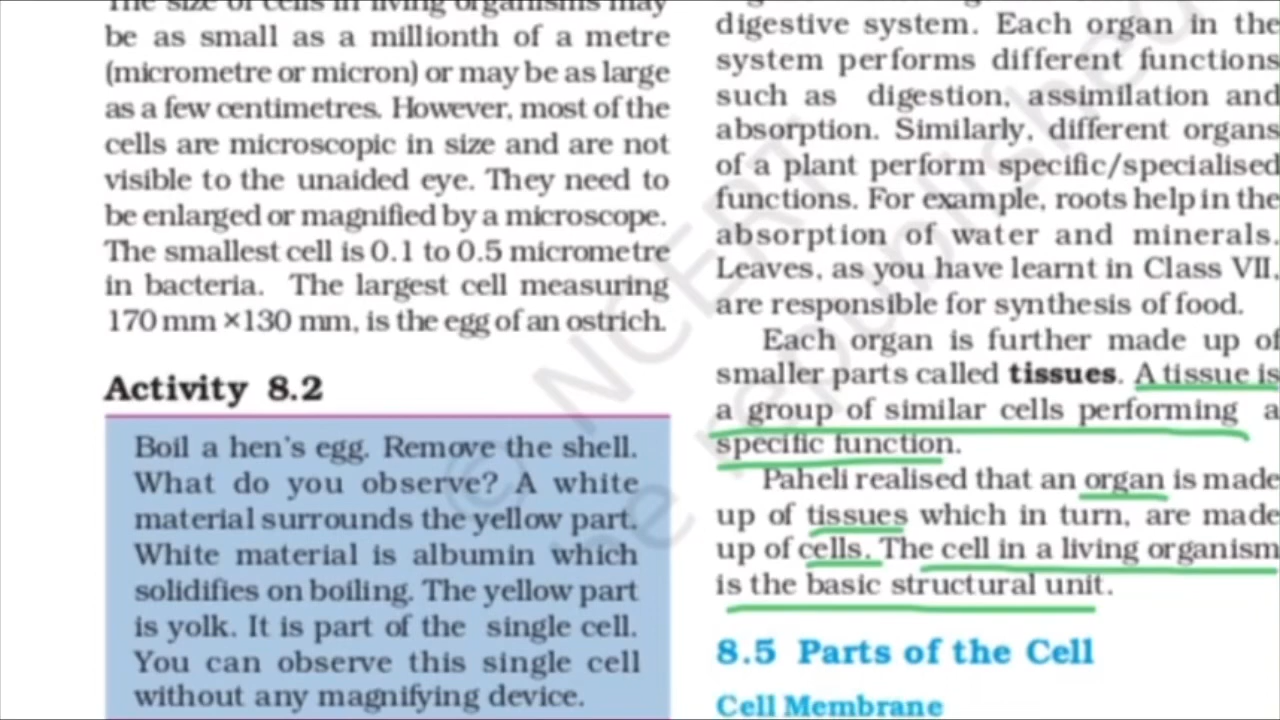 The size of cells in living organisms may
be as small as a millionth of a metre
(micrometre or micron) or may be as large
as a few centimetres. However, most of the
cells are microscopic in size and are not
visible to the unaided eye. They need to
be enlarged or magnified by a microscope.
The smallest cell is 0.1 to 0.5 micrometre
in bacteria. The largest cell measuring
170 mm ×130 mm, is the egg of an ostrich.
Activity 8.2
Boil a hen's egg. Remove the shell.
What do you observe? A white
material surrounds the yellow part.
White material is albumin which
solidifies on boiling. The yellow part
is yolk. It is part of the single cell.
You can observe this single cell
without any magnifying device.
digestive system. Each organ in the
system performs different functions
such as digestion, assimilation and
absorption. Similarly, different organs
of a plant perform specific/specialised
functions. For example, roots help in the
absorption of water and minerals.
Leaves, as you have learnt in Class VII,
are responsible for synthesis of food.
Each organ is further made up of
smaller parts called tissues. A tissue is
a group of similar cells performing a
specific function.
Paheli realised that an organ is made
up of tissues which in turn, are made
up of cells. The cell in a living organism
is the basic structural unit.
8.5 Parts of the Cell
Cell Membrane
© NCERT
be republished